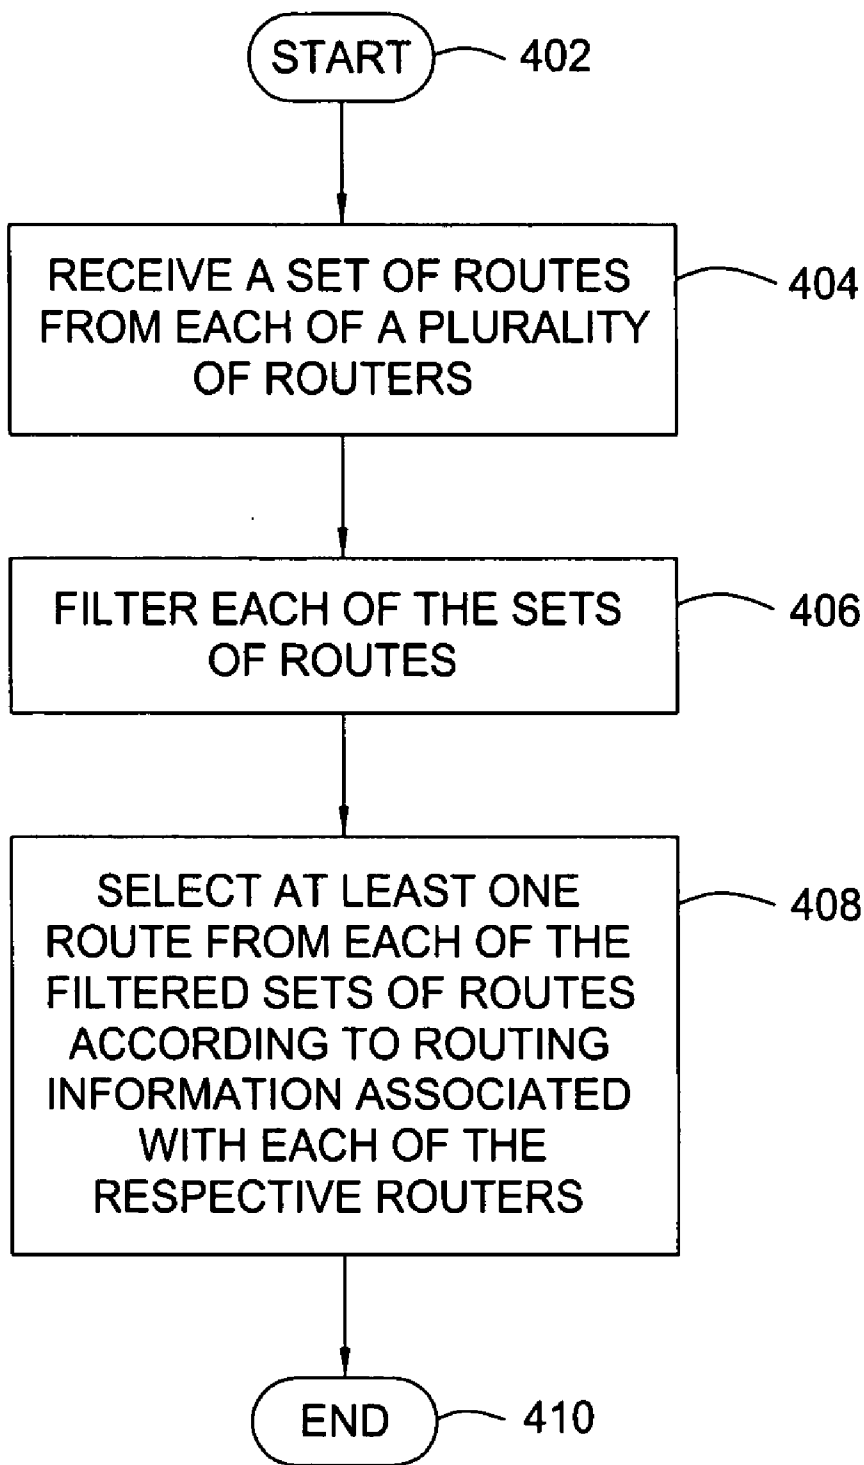 START
402
RECEIVE A SET OF ROUTES
FROM EACH OF A PLURALITY
OF ROUTERS
404
FILTER EACH OF THE SETS
OF ROUTES
406
SELECT AT LEAST ONE
ROUTE FROM EACH OF THE
FILTERED SETS OF ROUTES
ACCORDING TO ROUTING
INFORMATION ASSOCIATED
WITH EACH OF THE
RESPECTIVE ROUTERS
408
END
410